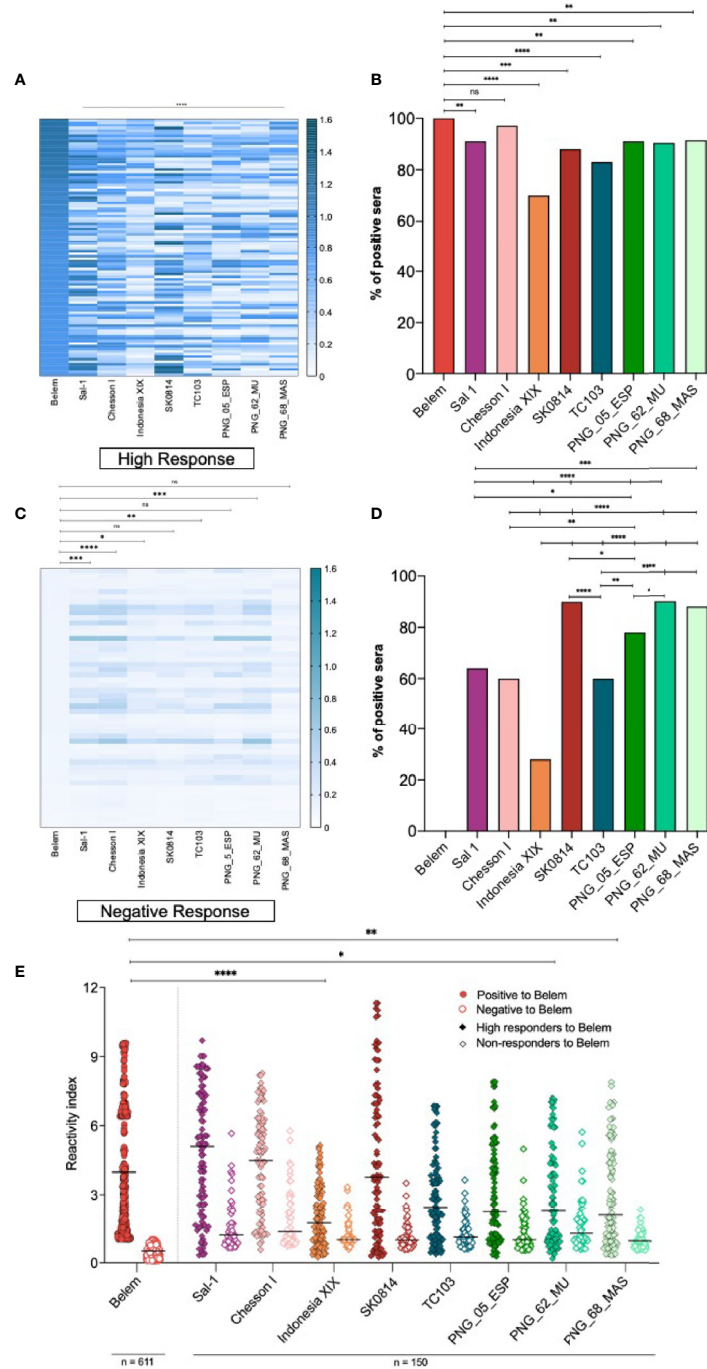 A
****
1.6
1.4
1.2
1.0
0.8
0.6
0.4
0.2
0
Belem
Sal-1
Chesson I
Indonesia XIX
SK0814
TC103
PNG_05_ESP
PNG_62_MU
PNG_68_MAS
High Response
B
**
**
**
****
***
****
ns
**
% of positive sera
100
80
60
40
20
0
Belem
Sal 1
Chesson I
Indonesia XIX
SK0814
TC103
PNG_05_ESP
PNG_62_MU
PNG_68_MAS
C
ns
***
ns
**
ns
*
****
***
1.6
1.4
1.2
1.0
0.8
0.6
0.4
0.2
0
Belem
Sal-1
Chesson I
Indonesia XIX
SK0814
TC103
PNG_5_ESP
PNG_62_MU
PNG_68_MAS
Negative Response
D
***
****
*
****
**
****
*
****
**
****
*
% of positive sera
100
80
60
40
20
0
Belem
Sal 1
Chesson I
Indonesia XIX
SK0814
TC103
PNG_05_ESP
PNG_62_MU
PNG_68_MAS
E
**
*
****
Reactivity index
12
9
6
3
0
Positive to Belem
Negative to Belem
High responders to Belem
Non-responders to Belem
Belem
Sal-1
Chesson I
Indonesia XIX
SK0814
TC103
PNG_05_ESP
PNG_62_MU
PNG_68_MAS
n = 611
n = 150